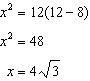 x² = 12(12 − 8)
x² = 48
x = 4√3